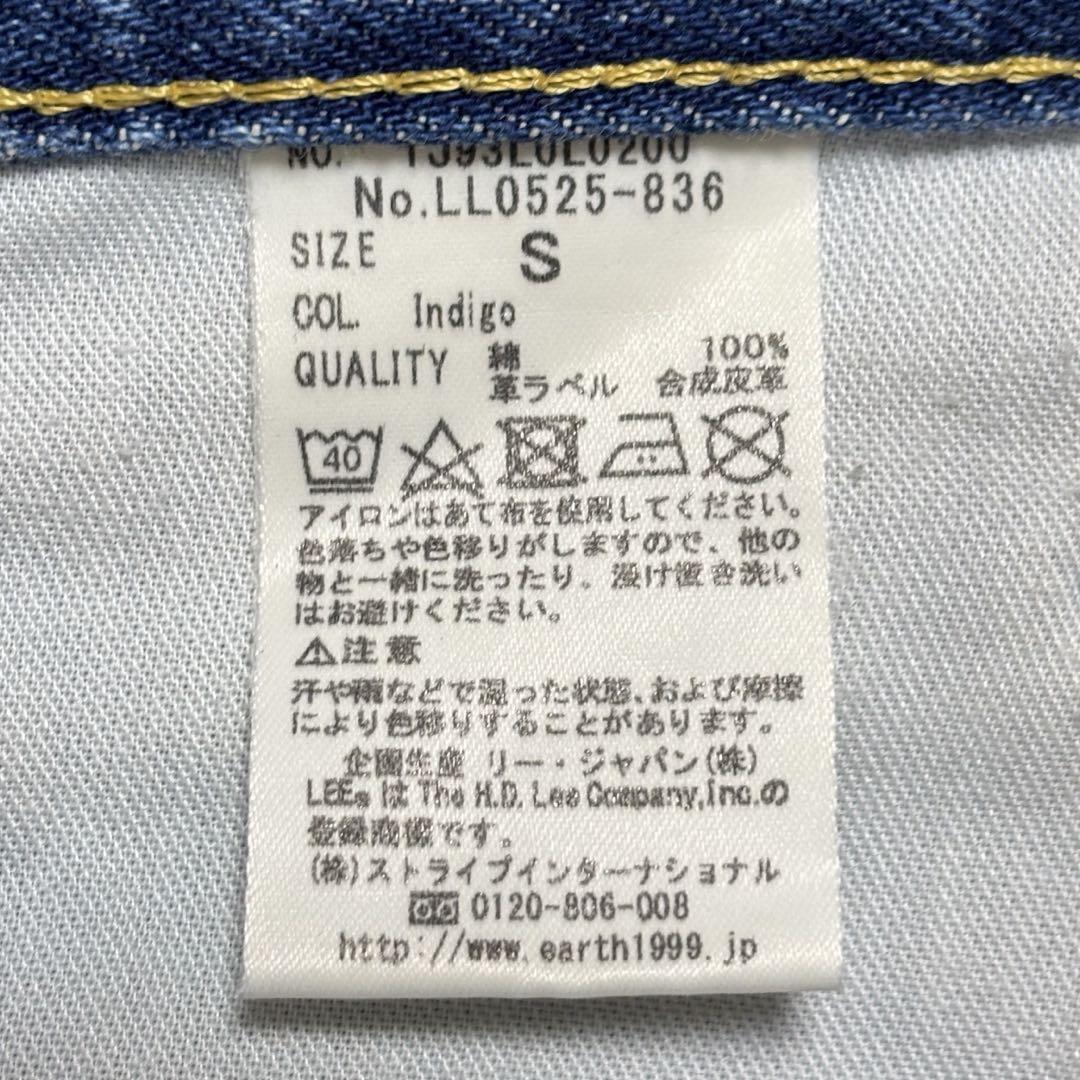 NO. 1J93L0L0200
No.LL0525-836
SIZE S
COL. Indigo
QUALITY 綿 100%
革ラベル 合成皮革
40
アイロンはあて布を使用してください。
色落ちや色移りがしますので、他の
物と一緒に洗ったり、浸け置き洗い
はお避けください。
⚠注意
汗や雨などで湿った状態、および摩擦
により色移りすることがあります。
企画生産 リー・ジャパン(株)
LEE® は The H.D. Lee Company,Inc.の
登録商標です。
(株)ストライプインターナショナル
0120-806-008
http://www.earth1999.jp